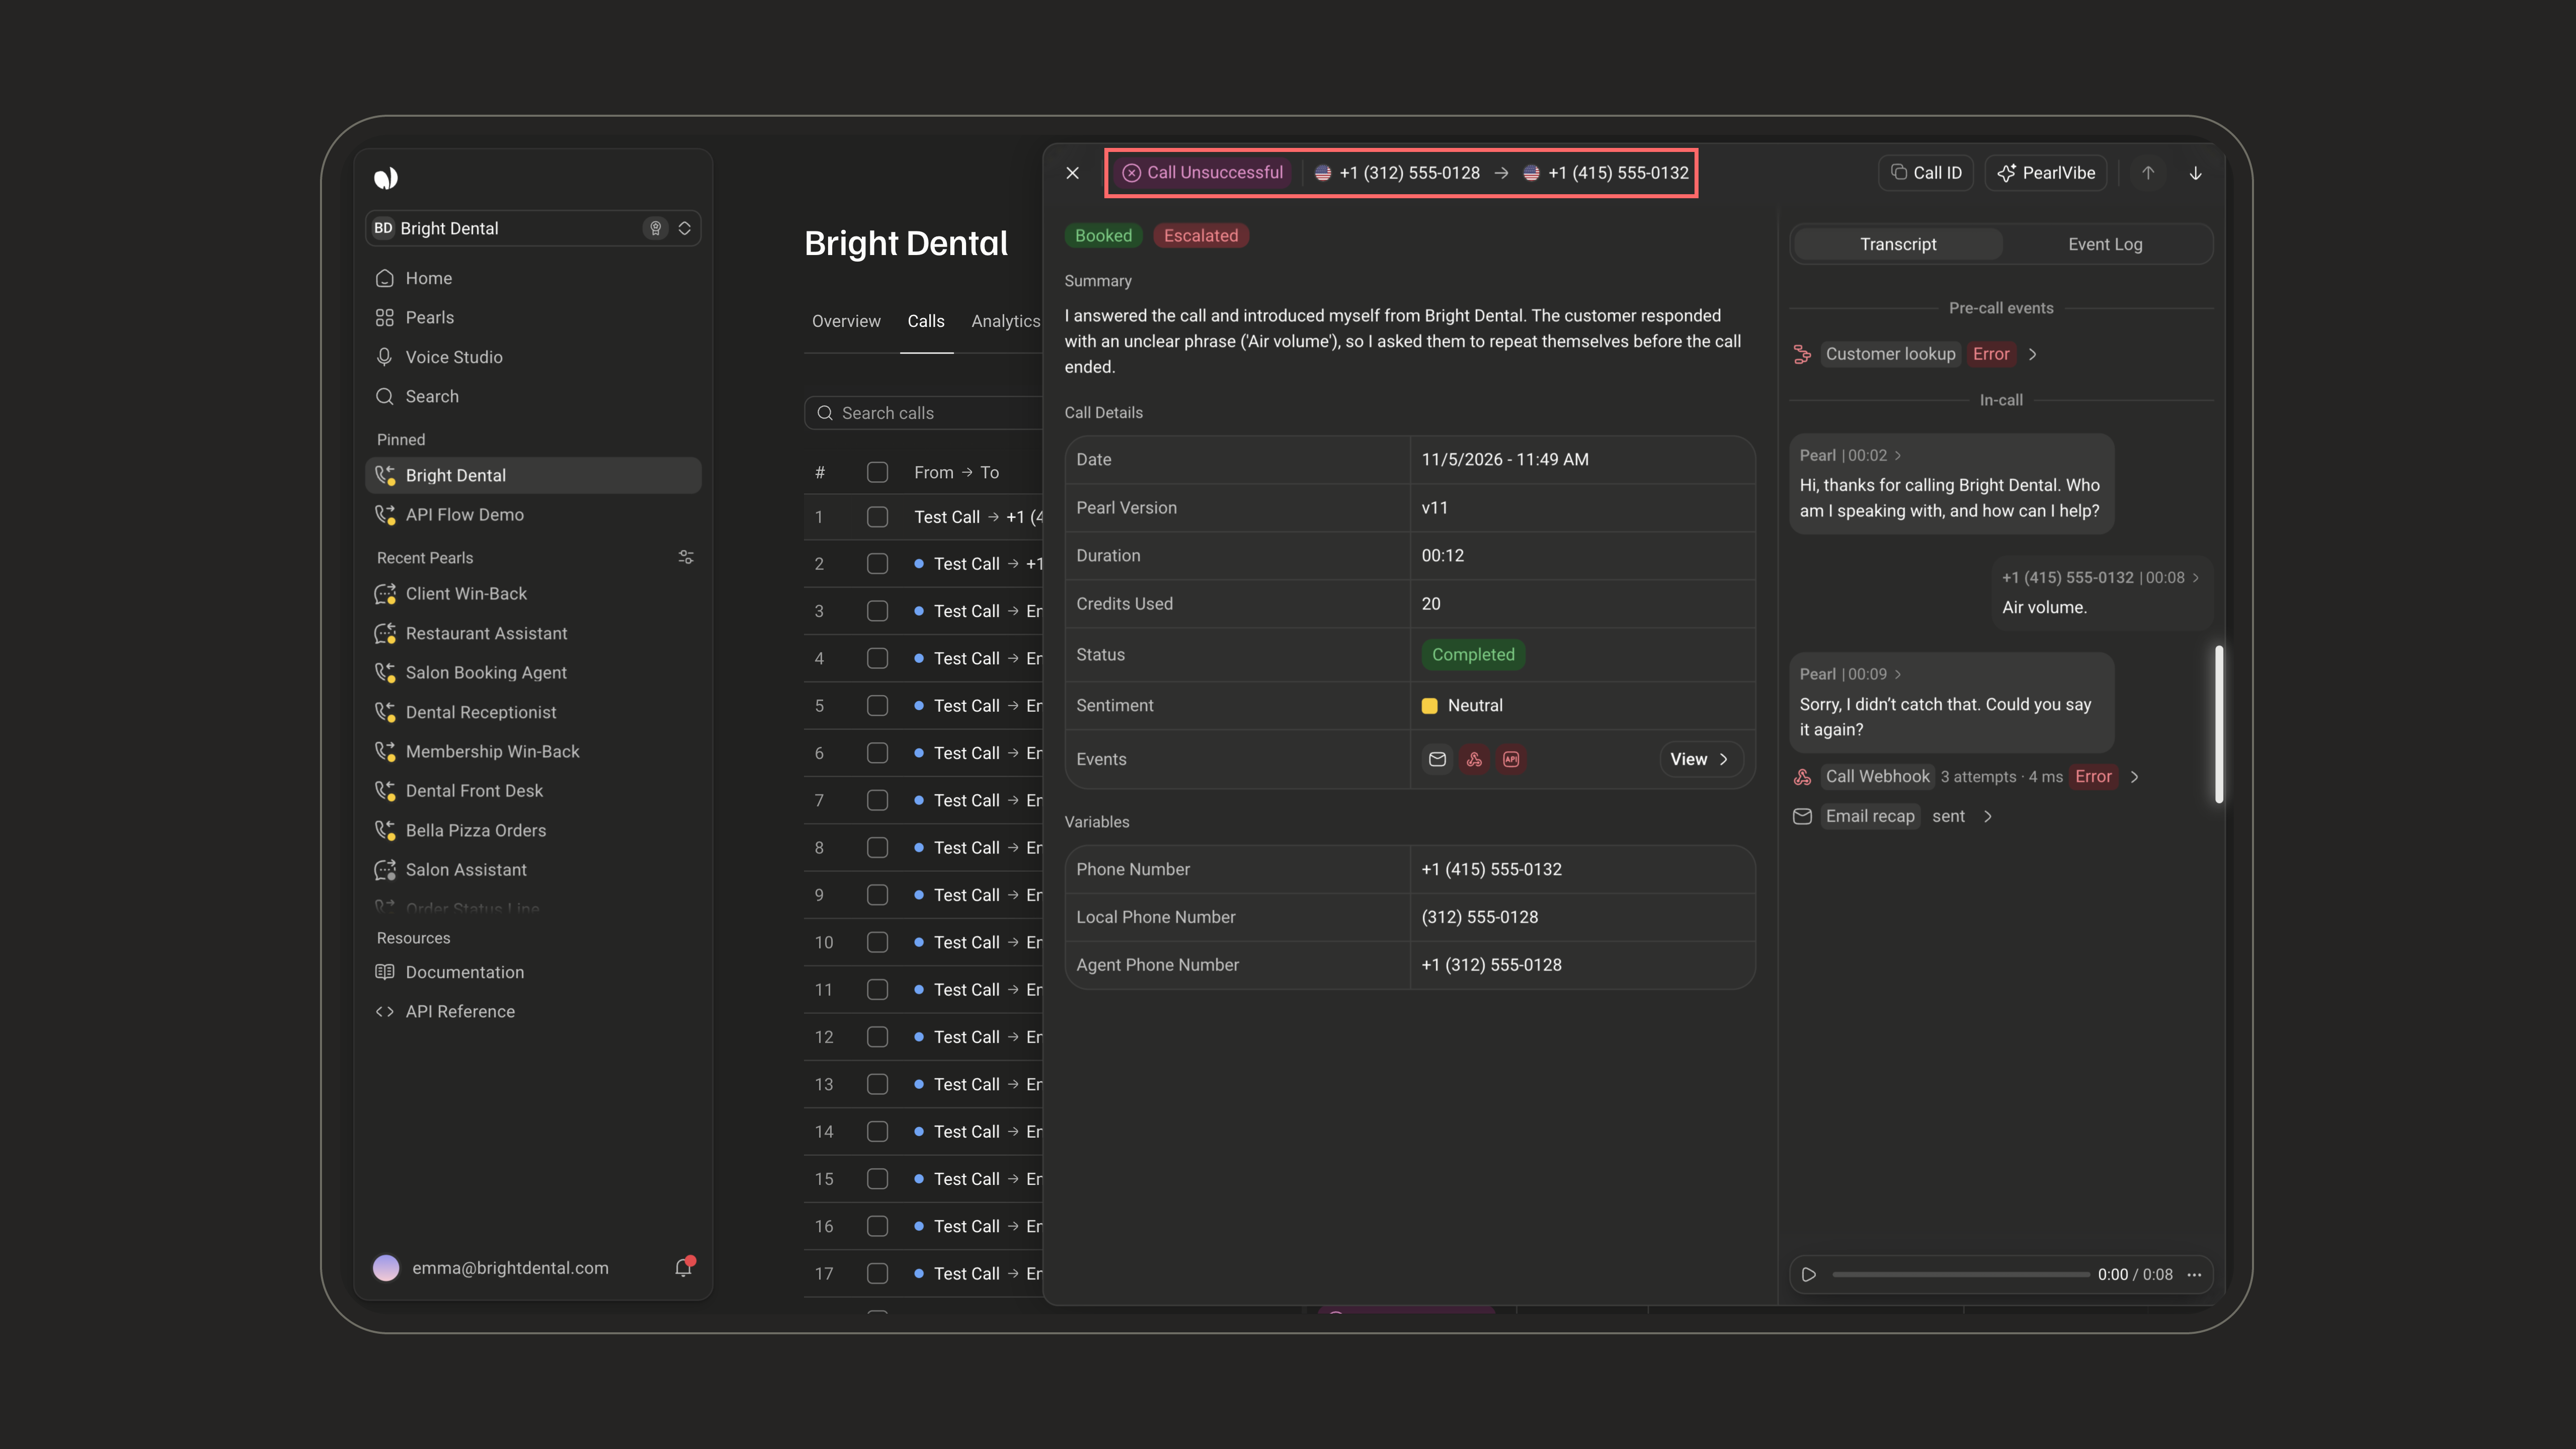 BD Bright Dental
Home
Pearls
Voice Studio
Search
Pinned
Bright Dental
API Flow Demo
Recent Pearls
Client Win-Back
Restaurant Assistant
Salon Booking Agent
Dental Receptionist
Membership Win-Back
Dental Front Desk
Bella Pizza Orders
Salon Assistant
Order Status Line
Resources
Documentation
API Reference
emma@brightdental.com
Bright Dental
Overview Calls Analytics
Search calls
# From → To
1 Test Call → +1 (4
2 Test Call → +1
3 Test Call → Er
4 Test Call → Er
5 Test Call → Er
6 Test Call → Er
7 Test Call → Er
8 Test Call → Er
9 Test Call → Er
10 Test Call → Er
11 Test Call → Er
12 Test Call → Er
13 Test Call → Er
14 Test Call → Er
15 Test Call → Er
16 Test Call → Er
17 Test Call → Er
Call Unsuccessful +1 (312) 555-0128 → +1 (415) 555-0132
Call ID PearlVibe
Booked Escalated
Summary
I answered the call and introduced myself from Bright Dental. The customer responded
with an unclear phrase ('Air volume'), so I asked them to repeat themselves before the call
ended.
Call Details
Date 11/5/2026 - 11:49 AM
Pearl Version v11
Duration 00:12
Credits Used 20
Status Completed
Sentiment Neutral
Events API View
Variables
Phone Number +1 (415) 555-0132
Local Phone Number (312) 555-0128
Agent Phone Number +1 (312) 555-0128
Transcript Event Log
Pre-call events
Customer lookup Error
In-call
Pearl | 00:02
Hi, thanks for calling Bright Dental. Who
am I speaking with, and how can I help?
+1 (415) 555-0132 | 00:08
Air volume.
Pearl | 00:09
Sorry, I didn’t catch that. Could you say
it again?
Call Webhook 3 attempts · 4 ms Error
Email recap sent
0:00 / 0:08